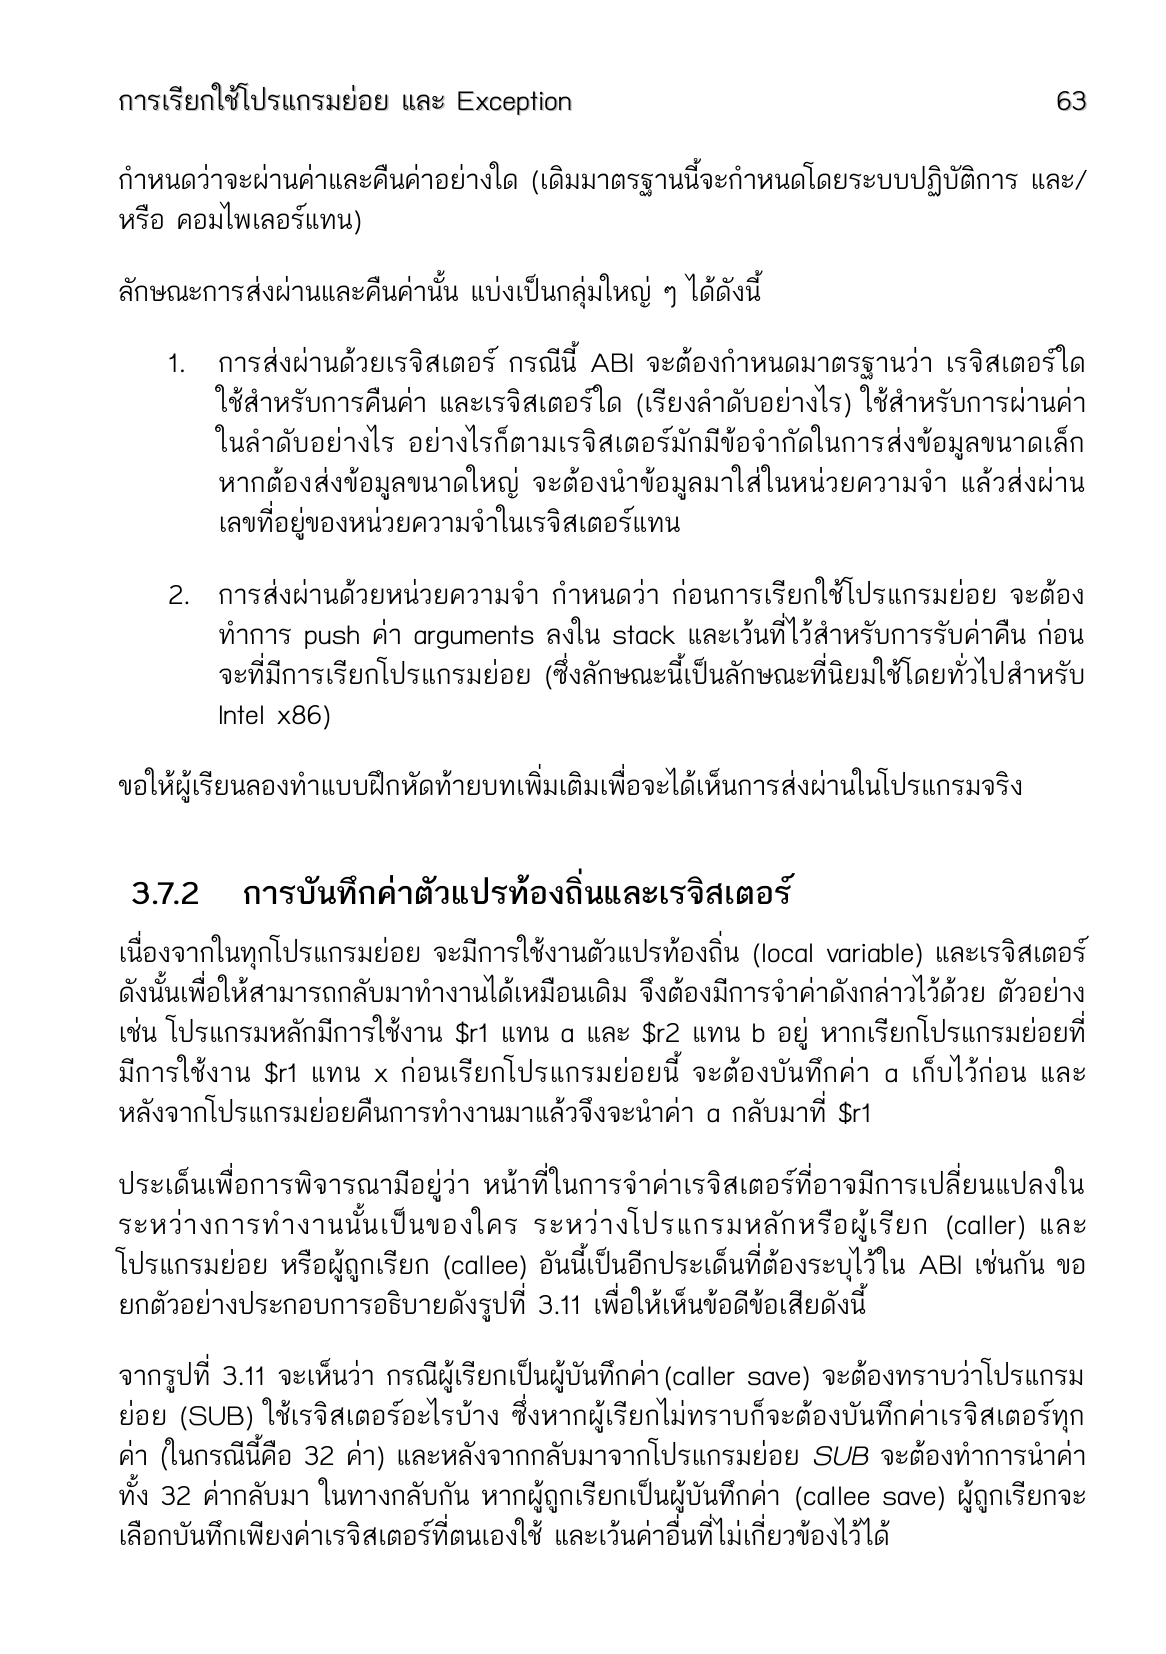 การเรียกใช้โปรแกรมย่อย และ Exception 63
กำหนดว่าจะผ่านค่าและคืนค่าอย่างใด (เดิมมาตรฐานนี้จะกำหนดโดยระบบปฏิบัติการ และ/
หรือ คอมไพเลอร์แทน)
ลักษณะการส่งผ่านและคืนค่านั้น แบ่งเป็นกลุ่มใหญ่ ๆ ได้ดังนี้
1. การส่งผ่านด้วยเรจิสเตอร์ กรณีนี้ ABI จะต้องกำหนดมาตรฐานว่า เรจิสเตอร์ใด
ใช้สำหรับการคืนค่า และเรจิสเตอร์ใด (เรียงลำดับอย่างไร) ใช้สำหรับการผ่านค่า
ในลำดับอย่างไร อย่างไรก็ตามเรจิสเตอร์มักมีข้อจำกัดในการส่งข้อมูลขนาดเล็ก
หากต้องส่งข้อมูลขนาดใหญ่ จะต้องนำข้อมูลมาใส่ในหน่วยความจำ แล้วส่งผ่าน
เลขที่อยู่ของหน่วยความจำในเรจิสเตอร์แทน
2. การส่งผ่านด้วยหน่วยความจำ กำหนดว่า ก่อนการเรียกใช้โปรแกรมย่อย จะต้อง
ทำการ push ค่า arguments ลงใน stack และเว้นที่ไว้สำหรับการรับค่าคืน ก่อน
จะที่มีการเรียกโปรแกรมย่อย (ซึ่งลักษณะนี้เป็นลักษณะที่นิยมใช้โดยทั่วไปสำหรับ
Intel x86)
ขอให้ผู้เรียนลองทำแบบฝึกหัดท้ายบทเพิ่มเติมเพื่อจะได้เห็นการส่งผ่านในโปรแกรมจริง
3.7.2 การบันทึกค่าตัวแปรท้องถิ่นและเรจิสเตอร์
เนื่องจากในทุกโปรแกรมย่อย จะมีการใช้งานตัวแปรท้องถิ่น (local variable) และเรจิสเตอร์
ดังนั้นเพื่อให้สามารถกลับมาทำงานได้เหมือนเดิม จึงต้องมีการจำค่าดังกล่าวไว้ด้วย ตัวอย่าง
เช่น โปรแกรมหลักมีการใช้งาน $r1 แทน a และ $r2 แทน b อยู่ หากเรียกโปรแกรมย่อยที่
มีการใช้งาน $r1 แทน x ก่อนเรียกโปรแกรมย่อยนี้ จะต้องบันทึกค่า a เก็บไว้ก่อน และ
หลังจากโปรแกรมย่อยคืนการทำงานมาแล้วจึงจะนำค่า a กลับมาที่ $r1
ประเด็นเพื่อการพิจารณามีอยู่ว่า หน้าที่ในการจำค่าเรจิสเตอร์ที่อาจมีการเปลี่ยนแปลงใน
ระหว่างการทำงานนั้นเป็นของใคร ระหว่างโปรแกรมหลักหรือผู้เรียก (caller) และ
โปรแกรมย่อย หรือผู้ถูกเรียก (callee) อันนี้เป็นอีกประเด็นที่ต้องระบุไว้ใน ABI เช่นกัน ขอ
ยกตัวอย่างประกอบการอธิบายดังรูปที่ 3.11 เพื่อให้เห็นข้อดีข้อเสียดังนี้
จากรูปที่ 3.11 จะเห็นว่า กรณีผู้เรียกเป็นผู้บันทึกค่า (caller save) จะต้องทราบว่าโปรแกรม
ย่อย (SUB) ใช้เรจิสเตอร์อะไรบ้าง ซึ่งหากผู้เรียกไม่ทราบก็จะต้องบันทึกค่าเรจิสเตอร์ทุก
ค่า (ในกรณีนี้คือ 32 ค่า) และหลังจากกลับมาจากโปรแกรมย่อย SUB จะต้องทำการนำค่า
ทั้ง 32 ค่ากลับมา ในทางกลับกัน หากผู้ถูกเรียกเป็นผู้บันทึกค่า (callee save) ผู้ถูกเรียกจะ
เลือกบันทึกเพียงค่าเรจิสเตอร์ที่ตนเองใช้ และเว้นค่าอื่นที่ไม่เกี่ยวข้องไว้ได้